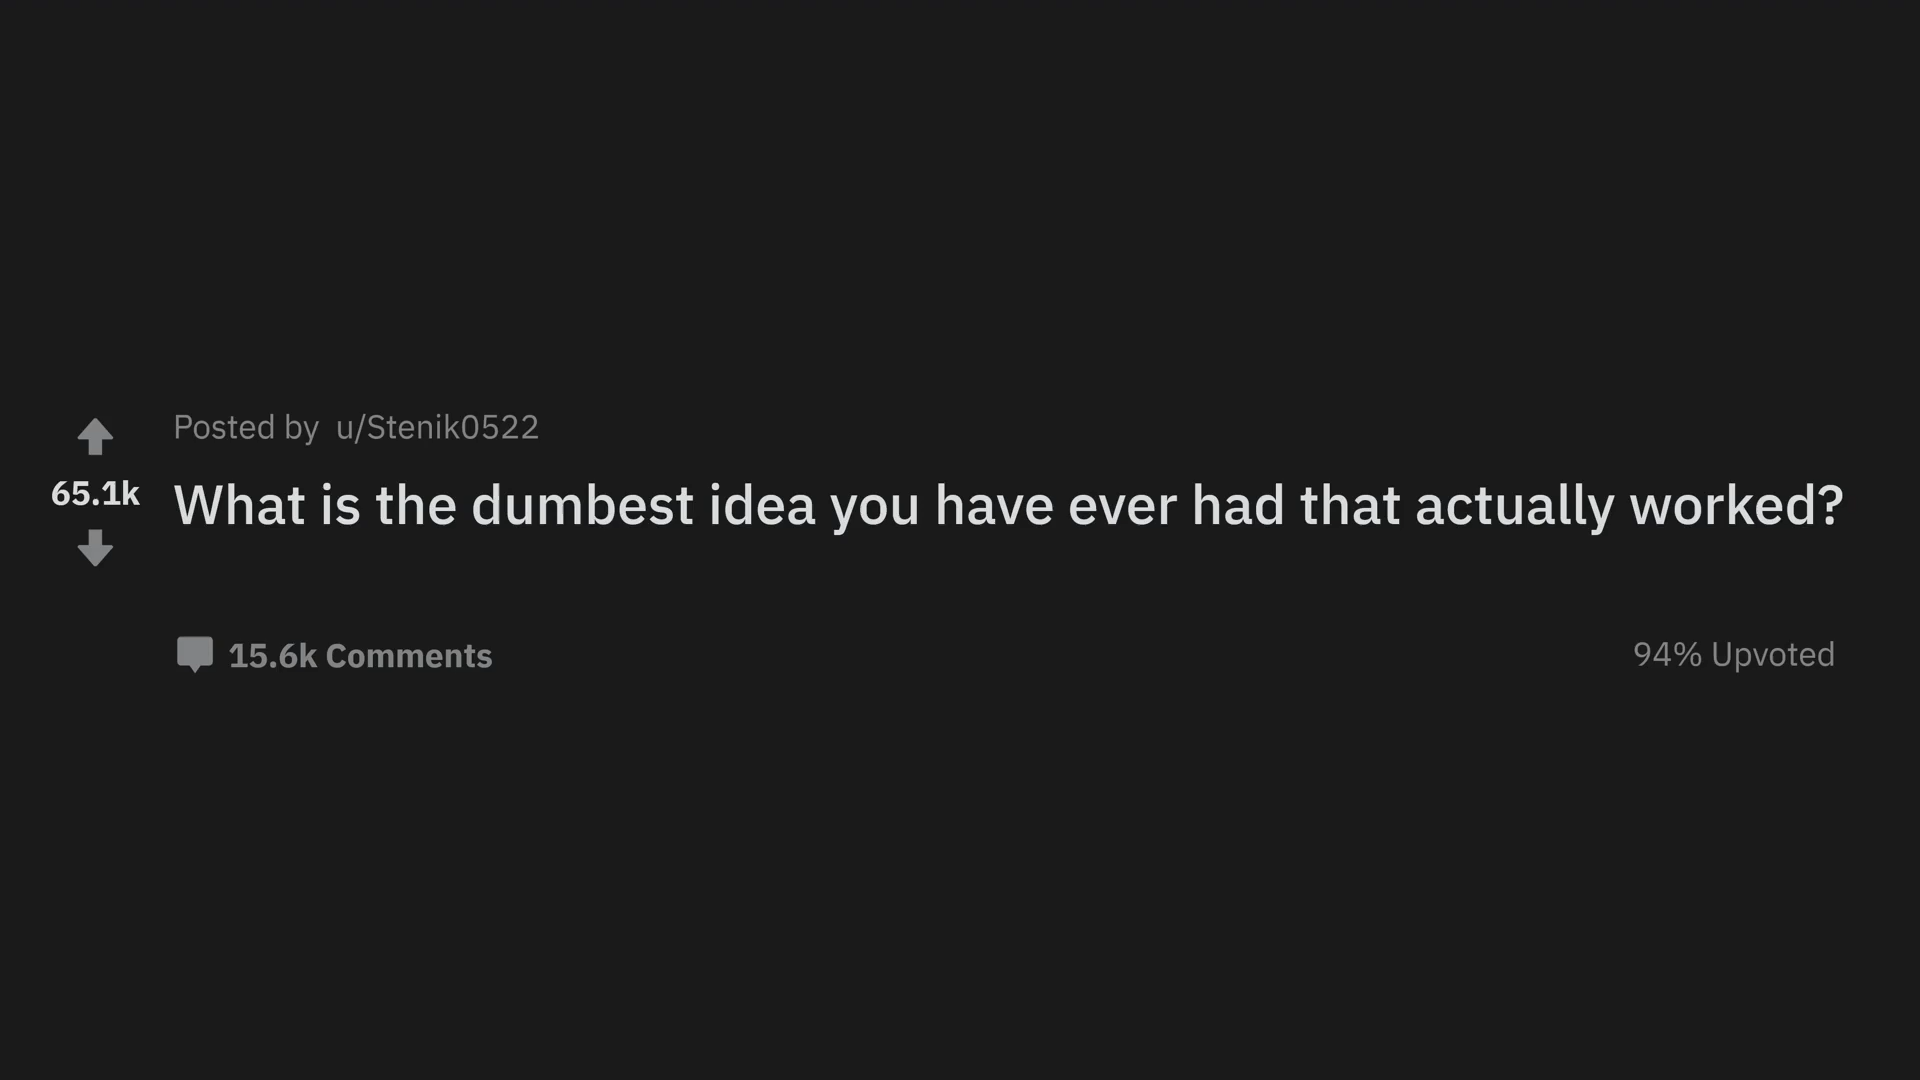 Posted by u/Stenik0522
65.1k
What is the dumbest idea you have ever had that actually worked?
15.6k Comments
94% Upvoted